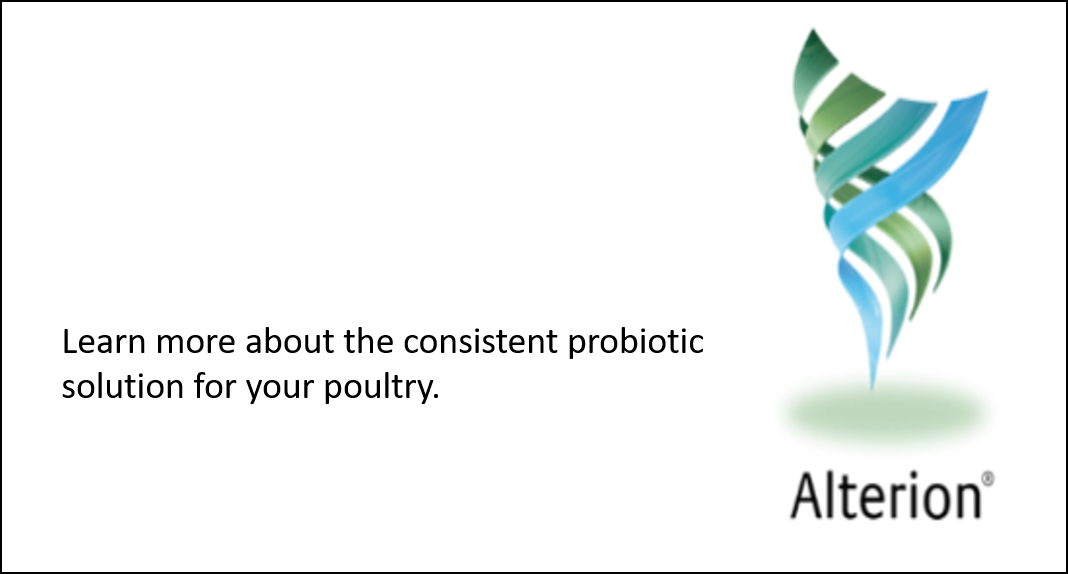 Learn more about the consistent probiotic
solution for your poultry.
Alterion®